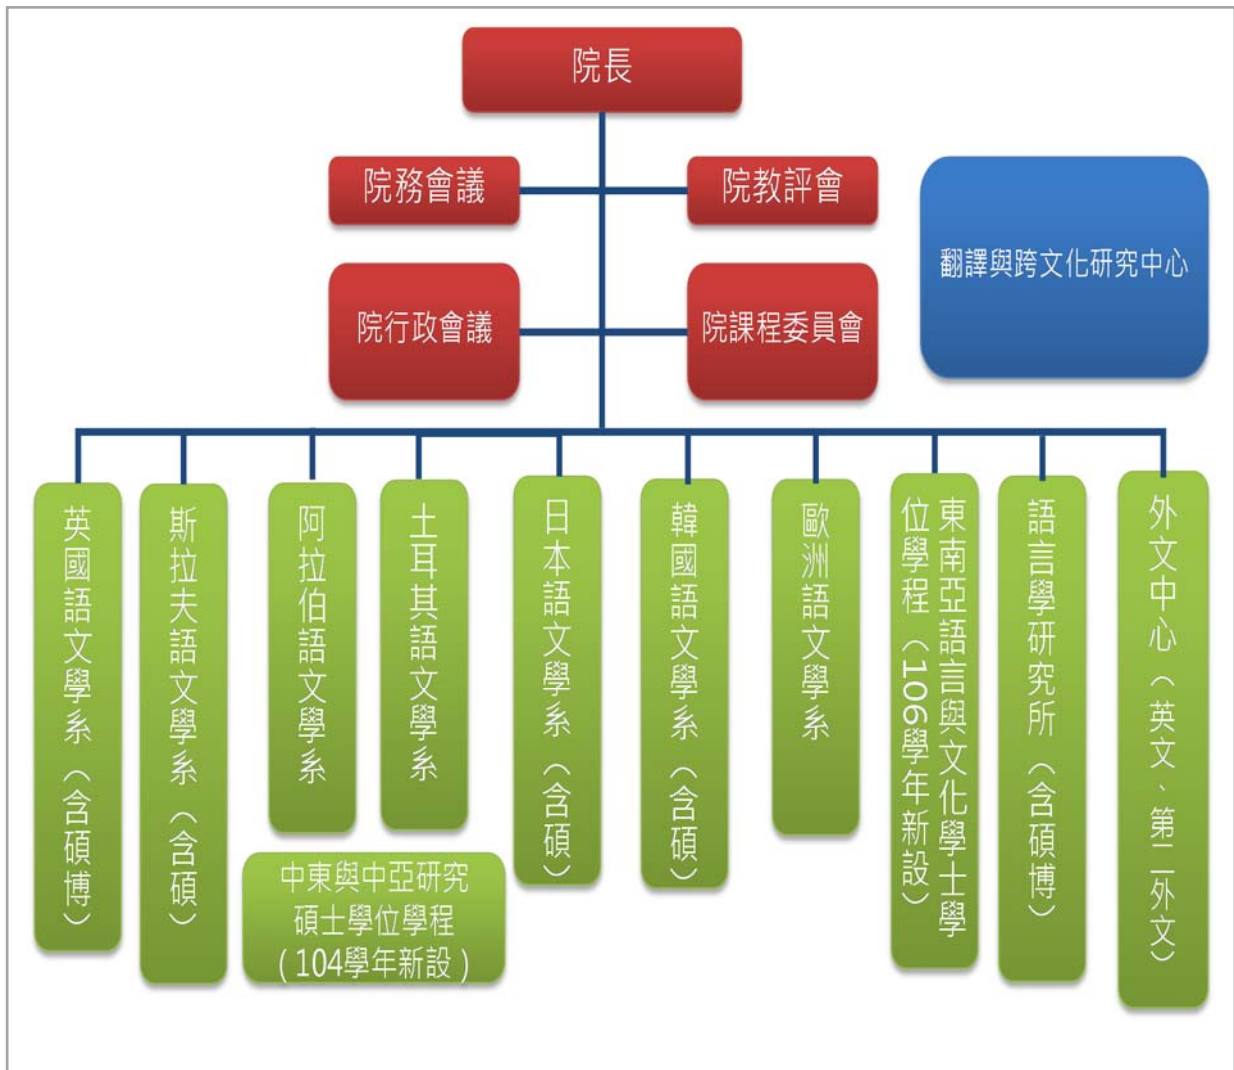 院長
院務會議
院教評會
翻譯與跨文化研究中心
院行政會議
院課程委員會
英國語文學系（含碩博）
斯拉夫語文學系（含碩）
阿拉伯語文學系
土耳其語文學系
日本語文學系（含碩）
韓國語文學系（含碩）
歐洲語文學系
東南亞語言與文化學士學
位學程（106學年新設）
語言學研究所（含碩博）
外文中心（英文、第二外文）
中東與中亞研究
碩士學位學程
( 104學年新設 )